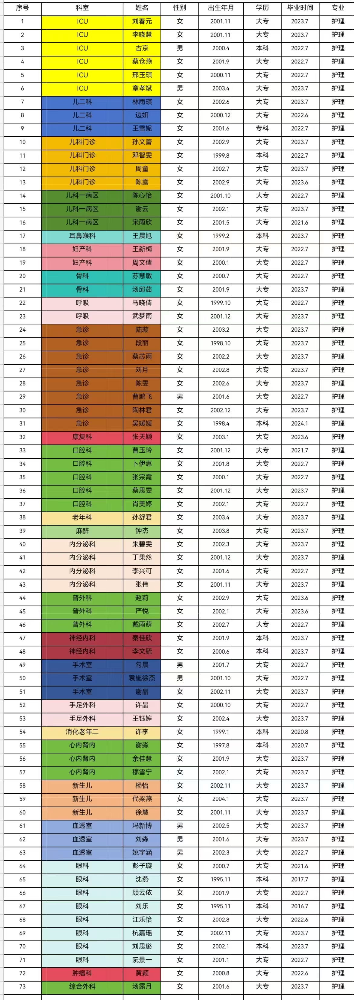 序号 科室 姓名 性别 出生年月 学历 毕业时间 专业
1 ICU 刘春元 女 2001.11 大专 2023.7 护理
2 ICU 李晓慧 女 2001.11 大专 2023.7 护理
3 ICU 古京 男 2000.4 本科 2022.7 护理
4 ICU 蔡仓燕 女 2001.9 大专 2022.7 护理
5 ICU 邢玉琪 女 2000.11 大专 2022.7 护理
6 ICU 章孝斌 男 2003.4 大专 2023.7 护理
7 儿二科 林雨琪 女 2002.6 大专 2023.7 护理
8 儿二科 边妍 女 2000.12 大专 2022.6 护理
9 儿二科 王雪妮 女 2001.6 专科 2022.7 护理
10 儿科门诊 孙文蕾 女 2002.9 大专 2023.7 护理
11 儿科门诊 邓智雯 女 1999.8 本科 2022.7 护理
12 儿科门诊 周童 女 2002.7 大专 2023.7 护理
13 儿科门诊 陈露 女 2002.9 大专 2023.6 护理
14 儿科一病区 陈心怡 女 2001.10 大专 2022.7 护理
15 儿科一病区 谢云 女 2002.1 大专 2023.7 护理
16 儿科一病区 宋雨欣 女 2001.5 大专 2021.6 护理
17 耳鼻喉科 王晨旭 女 1999.2 本科 2023.7 护理
18 妇产科 王新梅 女 2001.9 大专 2022.7 护理
19 妇产科 周文倩 女 2000.1 大专 2022.7 护理
20 骨科 苏慧敏 女 2000.7 大专 2022.7 护理
21 骨科 汤邱茹 女 2001.9 大专 2023.7 护理
22 呼吸 马晓倩 女 1999.10 大专 2022.7 护理
23 呼吸 武梦雨 女 2001.12 大专 2023.7 护理
24 急诊 陆璇 女 2003.2 大专 2023.7 护理
25 急诊 段丽 女 1998.10 大专 2023.7 护理
26 急诊 蔡芯雨 女 2002.2 大专 2023.7 护理
27 急诊 刘月 女 2002.8 大专 2023.7 护理
28 急诊 陈雯 女 2002.6 大专 2023.7 护理
29 急诊 曹鹏飞 男 2001.6 大专 2022.7 护理
30 急诊 陶林君 女 2002.12 大专 2023.7 护理
31 急诊 吴媛媛 女 1998.4 本科 2024.1 护理
32 康复科 张天颖 女 2003.1 大专 2023.6 护理
33 口腔科 曹玉玲 女 2001.12 大专 2021.7 护理
34 口腔科 卜伊惠 女 2001.8 大专 2022.7 护理
35 口腔科 张宗霞 女 2000.1 大专 2022.7 护理
36 口腔科 蔡思雯 女 2001.12 大专 2023.7 护理
37 口腔科 肖美婷 女 2002.1 大专 2022.7 护理
38 老年科 孙舒君 女 2003.4 大专 2023.7 护理
39 麻醉 钟杰 女 2003.8 大专 2023.7 护理
40 内分泌科 朱碧雯 女 2002.3 大专 2023.7 护理
41 内分泌科 丁果然 女 2001.12 大专 2023.7 护理
42 内分泌科 李兴可 女 2001.6 大专 2022.7 护理
43 内分泌科 张伟 女 2001.11 大专 2023.7 护理
44 普外科 赵莉 女 2002.9 大专 2023.6 护理
45 普外科 严悦 女 2002.1 大专 2023.6 护理
46 普外科 戴雨萌 女 2002.7 大专 2022.7 护理
47 神经内科 秦佳欣 女 2001.9 本科 2023.7 护理
48 神经内科 李文毓 女 2000.6 本科 2023.7 护理
49 手术室 勾晨 男 2001.7 大专 2022.7 护理
50 手术室 袁施徐杰 男 2001.10 大专 2022.7 护理
51 手术室 谢晶 女 2002.11 大专 2023.7 护理
52 手足外科 许晶 女 2000.10 大专 2022.7 护理
53 手足外科 王钰婷 女 2002.4 大专 2023.7 护理
54 消化老年二 许李 女 1999.1 本科 2020.8 护理
55 心内肾内 谢淼 女 1997.8 本科 2020.7 护理
56 心内肾内 余佳慧 女 2001.9 大专 2023.7 护理
57 心内肾内 穆雪宁 女 2002.1 大专 2023.7 护理
58 新生儿 杨怡 女 2002.11 大专 2023.7 护理
59 新生儿 代梁燕 女 2004.1 大专 2023.7 护理
60 新生儿 徐慧 女 2001.11 大专 2023.7 护理
61 血透室 冯新博 男 2002.5 大专 2023.7 护理
62 血透室 刘森 男 2001.6 大专 2023.7 护理
63 血透室 姚宇涵 男 2002.3 大专 2022.7 护理
64 眼科 彭子璇 女 2000.7 大专 2021.6 护理
65 眼科 沈燕 女 1995.11 本科 2017.7 护理
66 眼科 顾云依 女 2001.9 大专 2022.7 护理
67 眼科 刘乐 女 1995.11 本科 2016.7 护理
68 眼科 江乐怡 女 2002.8 大专 2022.6 护理
69 眼科 杭嘉瑶 女 2002.11 大专 2023.7 护理
70 眼科 刘思璐 女 2002.1 本科 2023.7 护理
71 眼科 阮景一 女 2001.1 大专 2022.7 护理
72 肿瘤科 黄颖 女 2000.8 大专 2022.6 护理
73 综合外科 汤露月 女 2001.6 大专 2023.7 护理